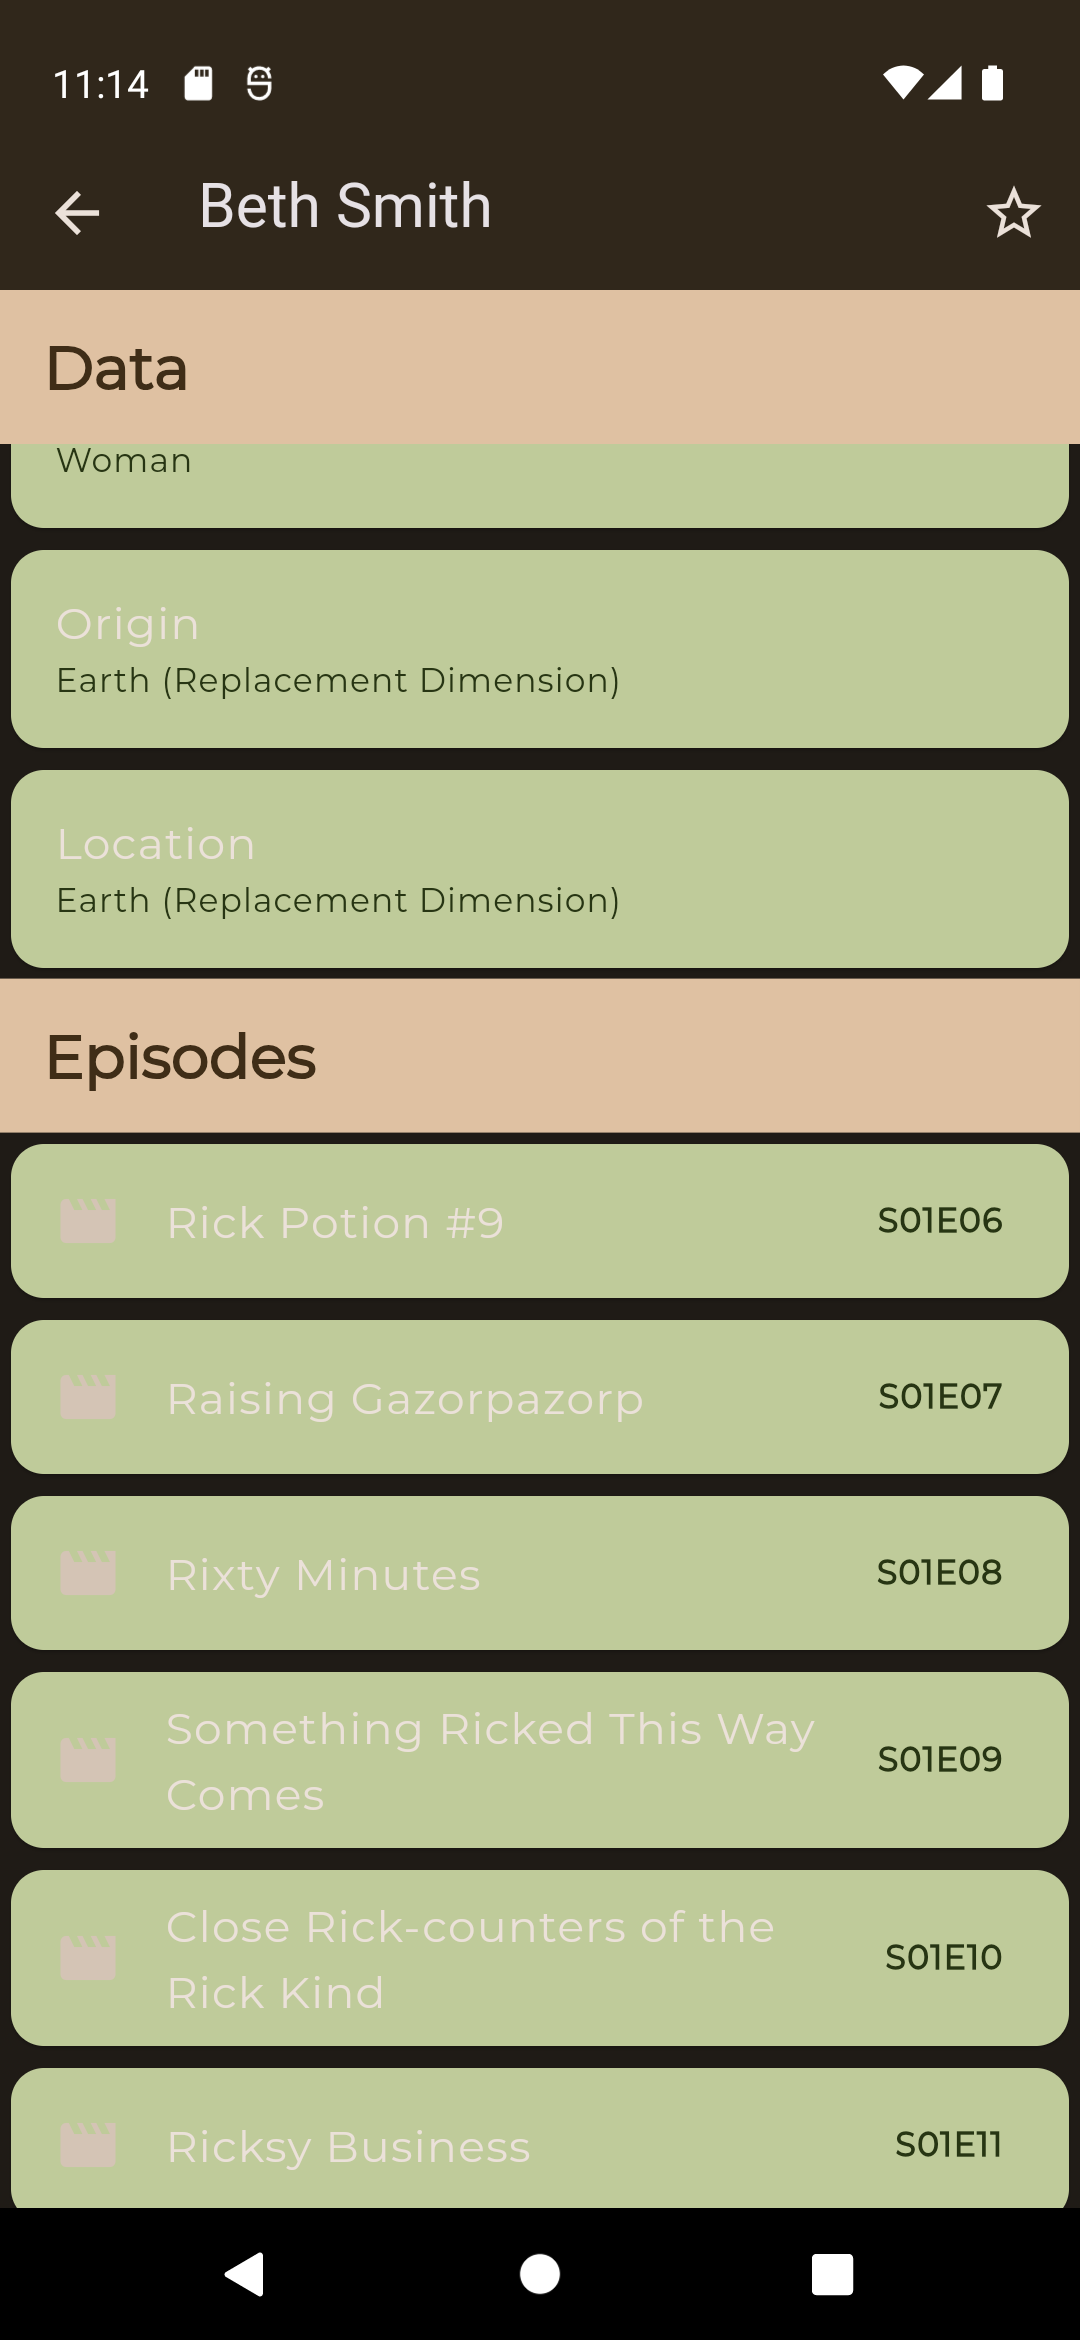 11:14
Beth Smith
Data
Woman
Origin
Earth (Replacement Dimension)
Location
Earth (Replacement Dimension)
Episodes
Rick Potion #9 S01E06
Raising Gazorpazorp S01E07
Rixty Minutes S01E08
Something Ricked This Way
Comes S01E09
Close Rick-counters of the
Rick Kind S01E10
Ricksy Business S01E11